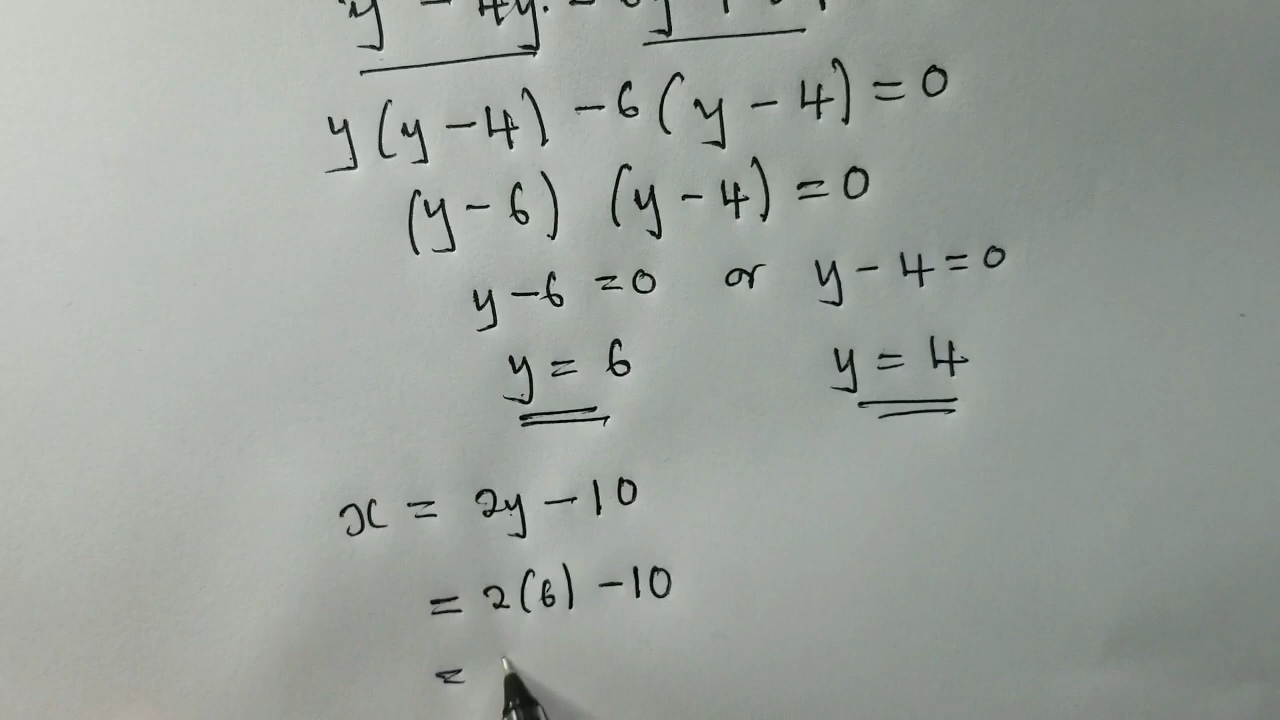 y(y-4) -6(y-4)=0
(y-6) (y-4)=0
y-6=0 or y-4=0
y=6 y=4
x = 2y-10
= 2(6) -10
=